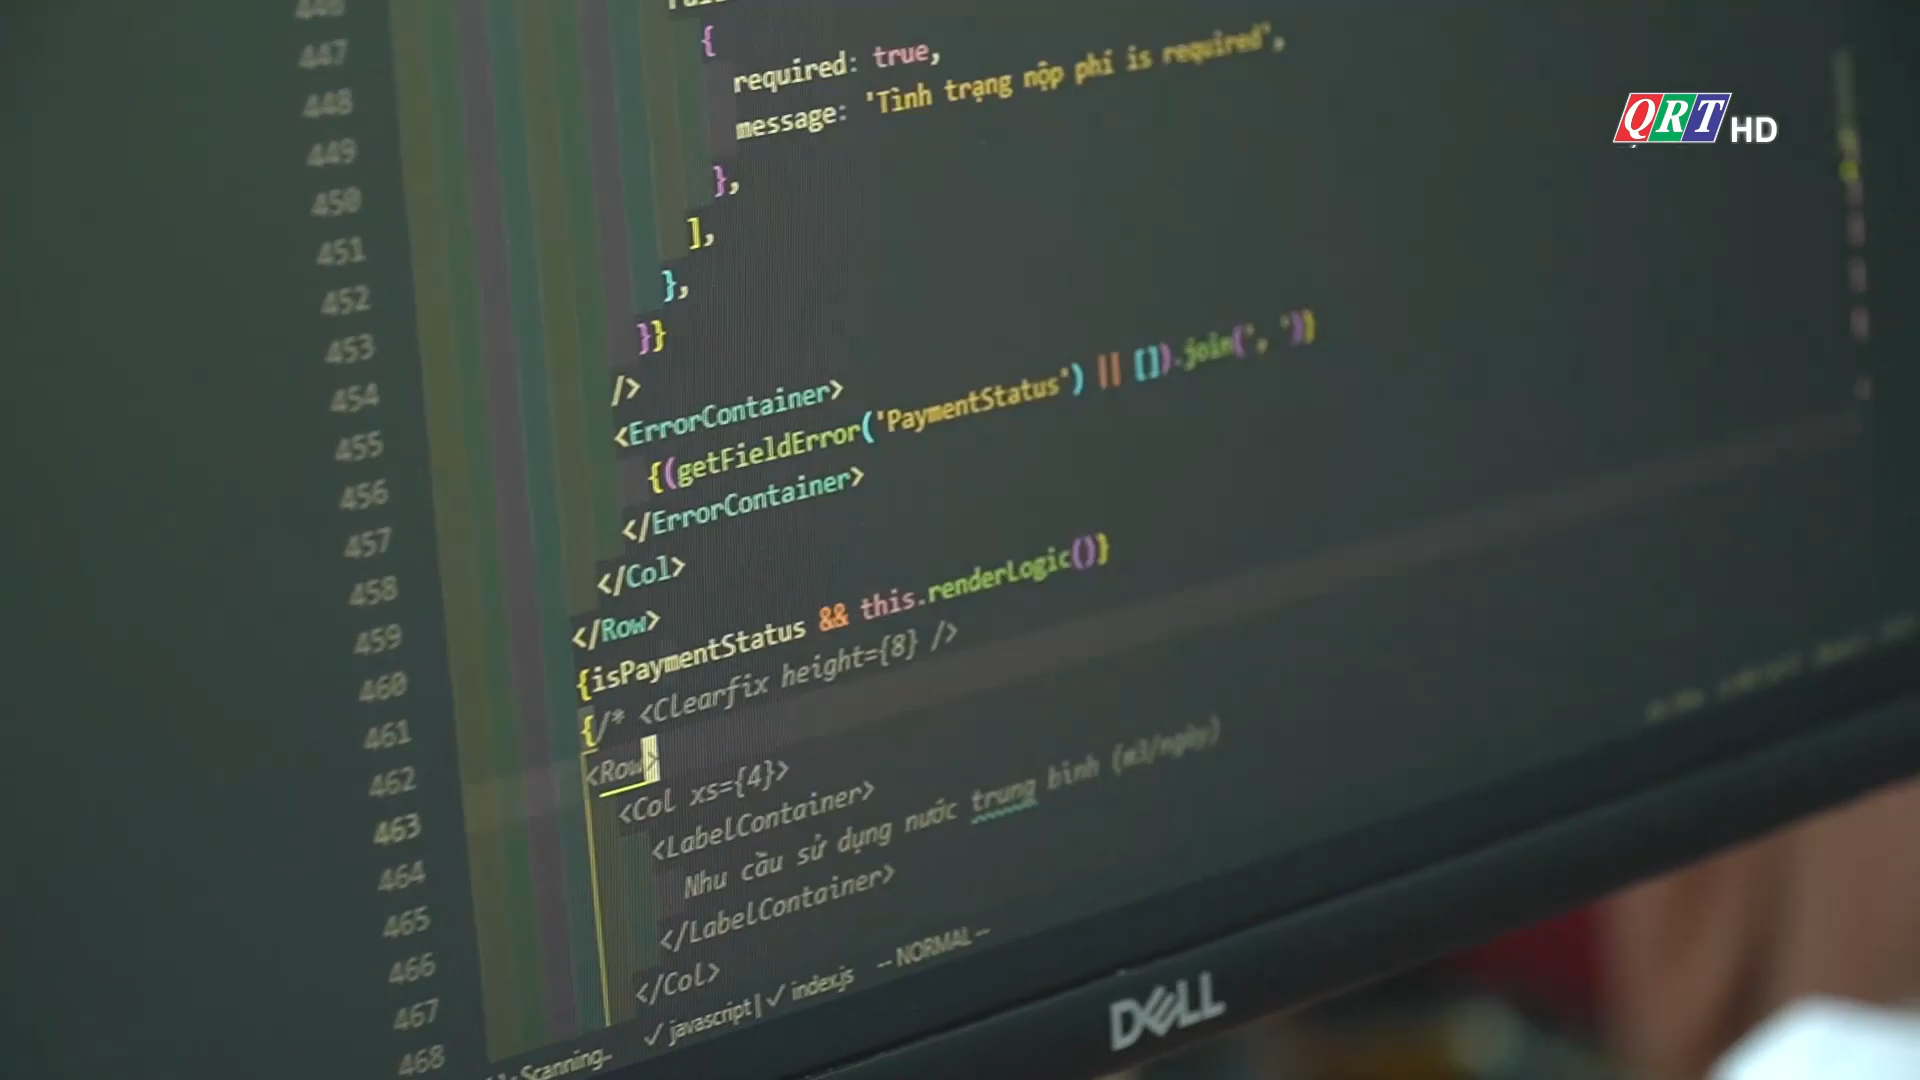 446
{
447
required: true,
448
message: 'Tình trạng nộp phí is required',
449
},
450
],
451
},
452
}}
453
/>
454
<ErrorContainer>
455
{(getFieldError('PaymentStatus') || []).join(', ')}
456
</ErrorContainer>
457
</Col>
458
</Row>
459
{isPaymentStatus && this.renderLogic()}
460
{/* <Clearfix height={8} />
461
<Row>
462
<Col xs={4}>
463
<LabelContainer>
464
Nhu cầu sử dụng nước trung bình (m3/ngày)
465
</LabelContainer>
466
</Col>
467
468
Scanning..
✓ javascript | ✓ index.js -- NORMAL --
DELL
QRT HD